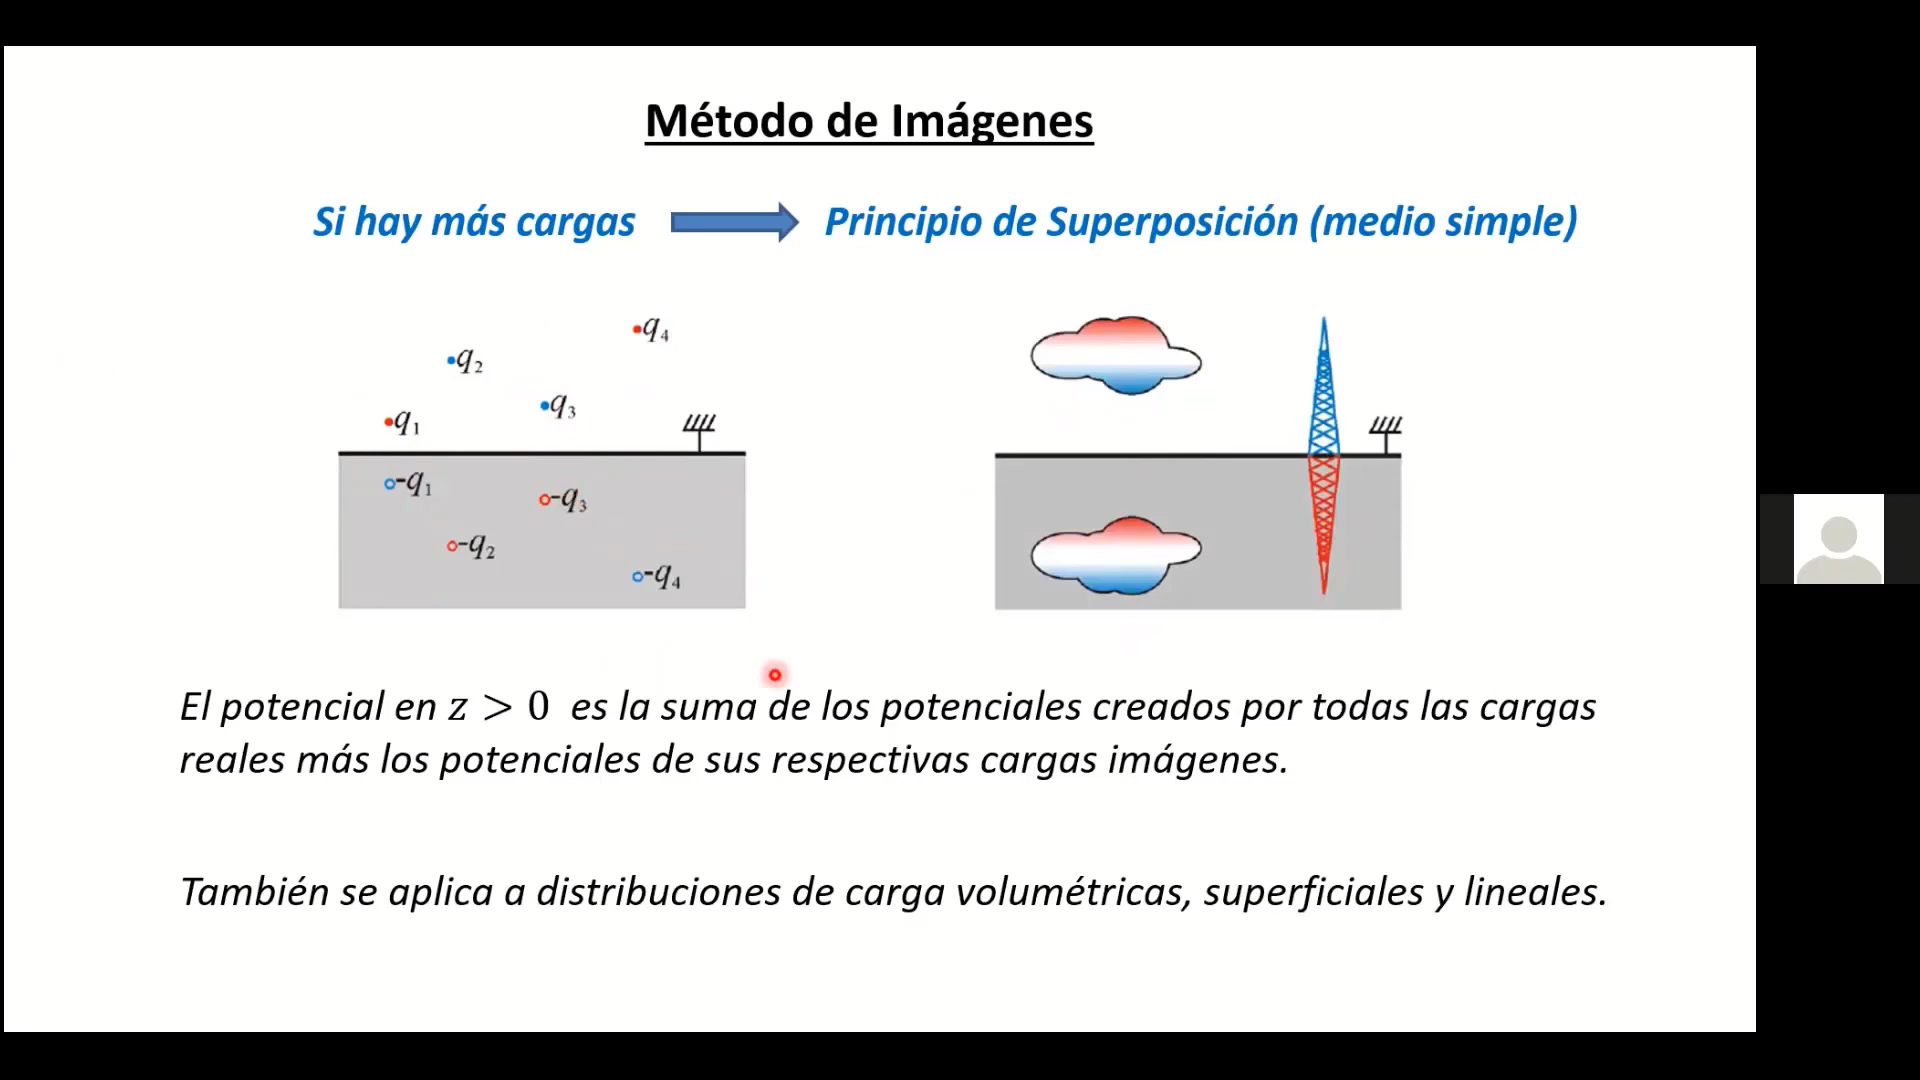 Método de Imágenes
Si hay más cargas
Principio de Superposición (medio simple)
q₄
q₂
q₃
q₁
-q₁
-q₃
-q₂
-q₄
El potencial en z > 0 es la suma de los potenciales creados por todas las cargas
reales más los potenciales de sus respectivas cargas imágenes.
También se aplica a distribuciones de carga volumétricas, superficiales y lineales.